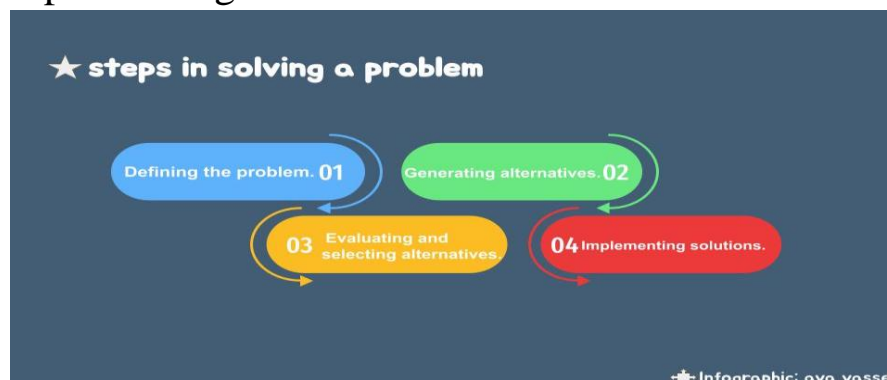 steps in solving a problem
Defining the problem. 01
Generating alternatives. 02
03 Evaluating and
selecting alternatives.
04 Implementing solutions.
Infographic: aya